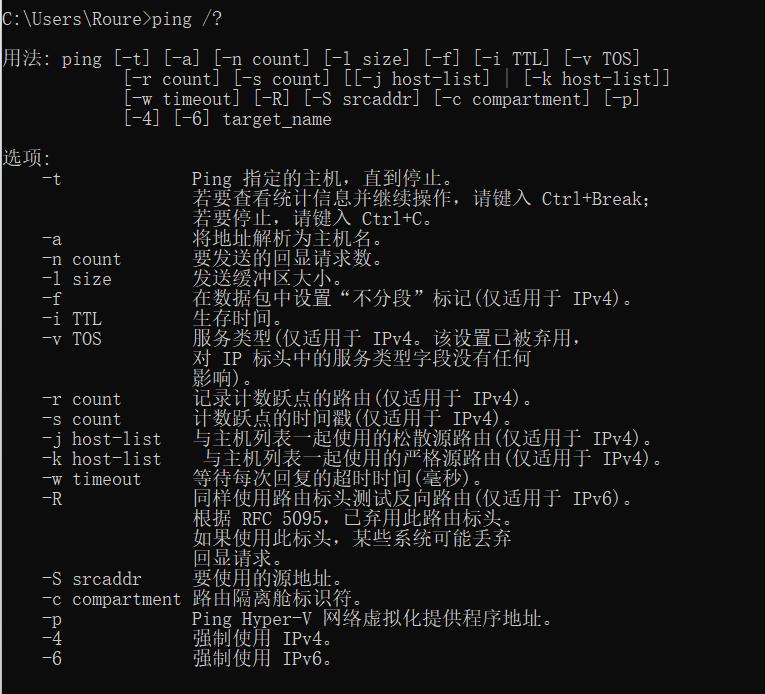 C:\Users\Roure>ping /?
用法: ping [-t] [-a] [-n count] [-l size] [-f] [-i TTL] [-v TOS]
[-r count] [-s count] [[-j host-list] | [-k host-list]]
[-w timeout] [-R] [-S srcaddr] [-c compartment] [-p]
[-4] [-6] target_name
选项:
-t Ping 指定的主机，直到停止。
若要查看统计信息并继续操作，请键入 Ctrl+Break；
若要停止，请键入 Ctrl+C。
-a 将地址解析为主机名。
-n count 要发送的回显请求数。
-l size 发送缓冲区大小。
-f 在数据包中设置“不分段”标记(仅适用于 IPv4)。
-i TTL 生存时间。
-v TOS 服务类型(仅适用于 IPv4。该设置已被弃用，
对 IP 标头中的服务类型字段没有任何
影响)。
-r count 记录计数跃点的路由(仅适用于 IPv4)。
-s count 计数跃点的时间戳(仅适用于 IPv4)。
-j host-list 与主机列表一起使用的松散源路由(仅适用于 IPv4)。
-k host-list 与主机列表一起使用的严格源路由(仅适用于 IPv4)。
-w timeout 等待每次回复的超时时间(毫秒)。
-R 同样使用路由标头测试反向路由(仅适用于 IPv6)。
根据 RFC 5095，已弃用此路由标头。
如果使用此标头，某些系统可能丢弃
回显请求。
-S srcaddr 要使用的源地址。
-c compartment 路由隔离舱标识符。
-p Ping Hyper-V 网络虚拟化提供程序地址。
-4 强制使用 IPv4。
-6 强制使用 IPv6。